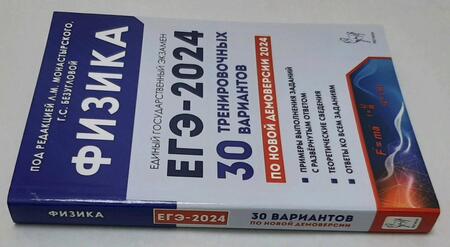 ПОД РЕДАКЦИЕЙ Л.М. МОНАСТЫРСКОГО,
Г.С. БЕЗУГЛОВОЙ
ФИЗИКА
ЕДИНЫЙ ГОСУДАРСТВЕННЫЙ ЭКЗАМЕН
ЕГЭ-2024
30 ТРЕНИРОВОЧНЫХ
ВАРИАНТОВ
ПО НОВОЙ ДЕМОВЕРСИИ 2024
• ПРИМЕРЫ ВЫПОЛНЕНИЯ ЗАДАНИЙ
С РАЗВЕРНУТЫМ ОТВЕТОМ
• ТЕОРЕТИЧЕСКИЕ СВЕДЕНИЯ
• ОТВЕТЫ КО ВСЕМ ЗАДАНИЯМ
F = ma
ФИЗИКА
ЕГЭ-2024
30 ВАРИАНТОВ
ПО НОВОЙ ДЕМОВЕРСИИ